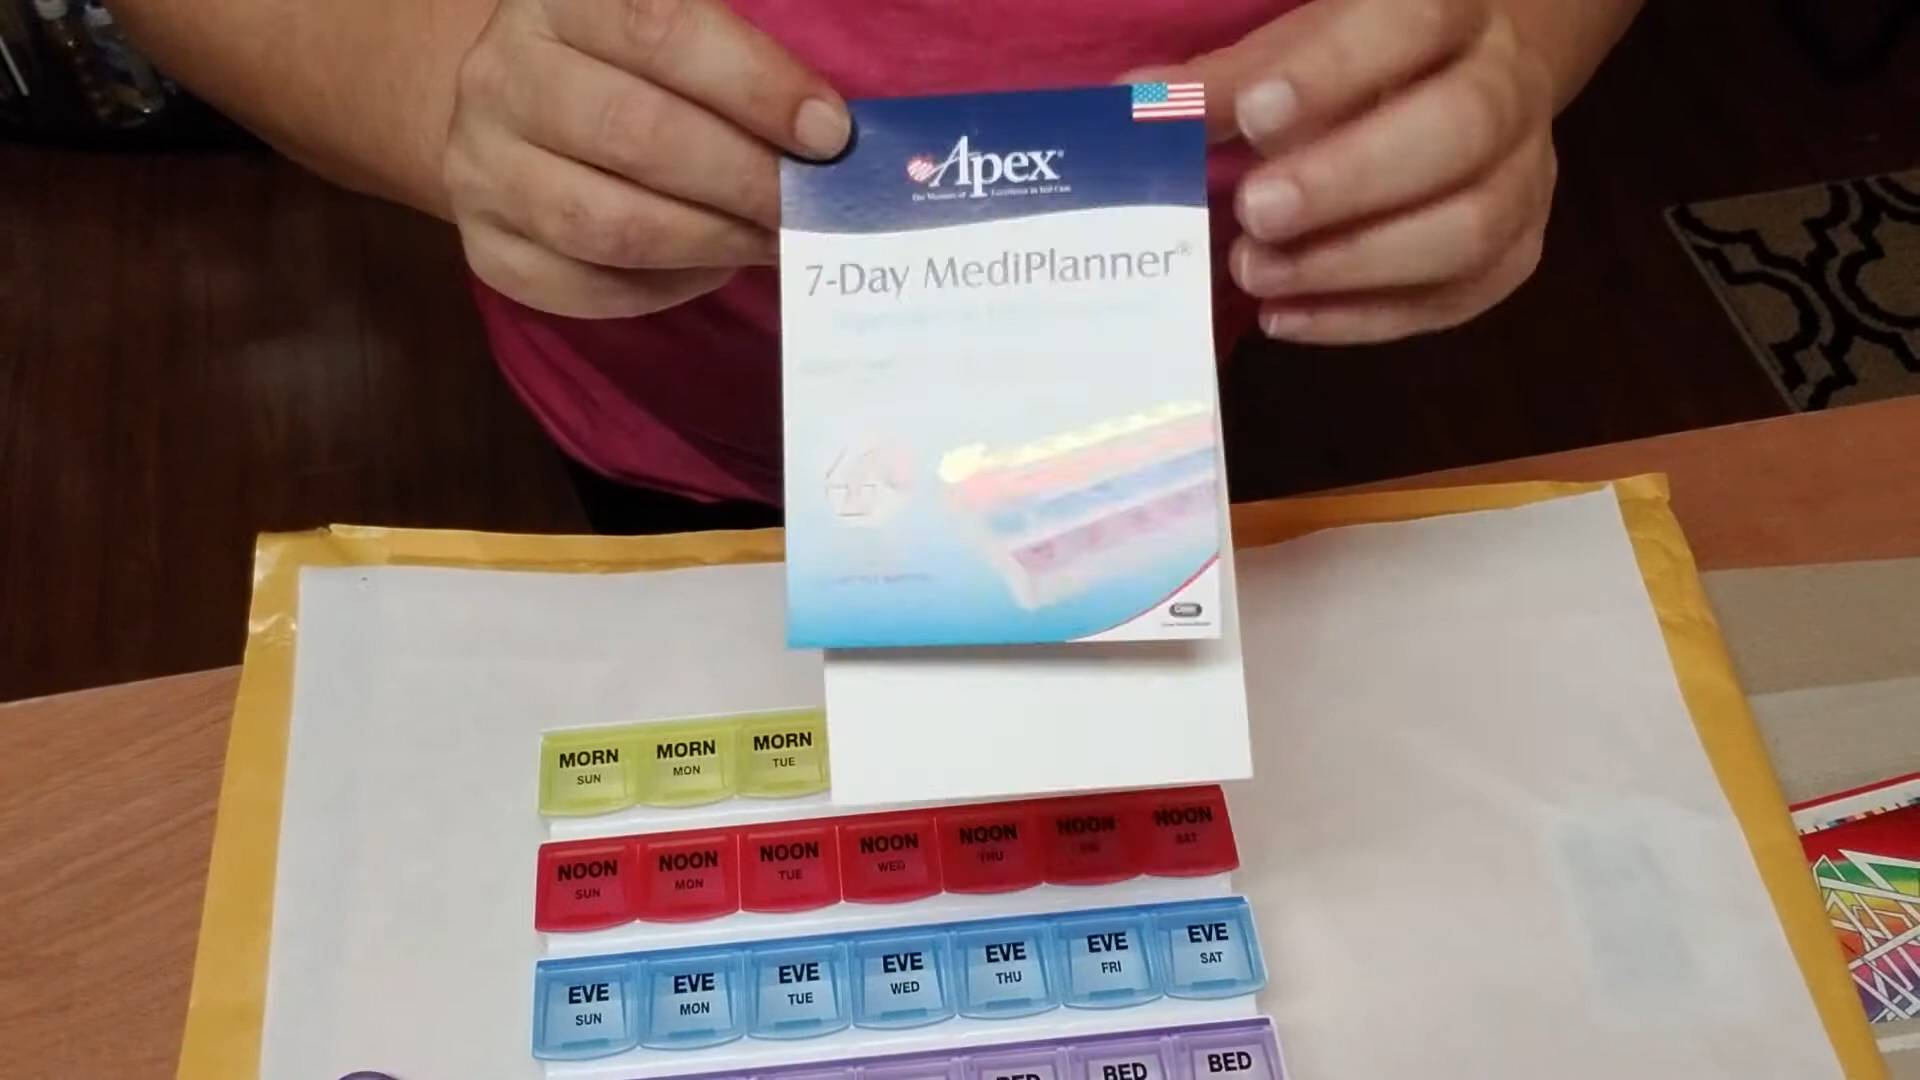 Apex®
7-Day MediPlanner®
MORN MORN MORN
SUN MON TUE
NOON NOON NOON NOON NOON NOON NOON
SUN MON TUE WED THU FRI SAT
EVE EVE EVE EVE EVE EVE EVE
SUN MON TUE WED THU FRI SAT
BED BED BED